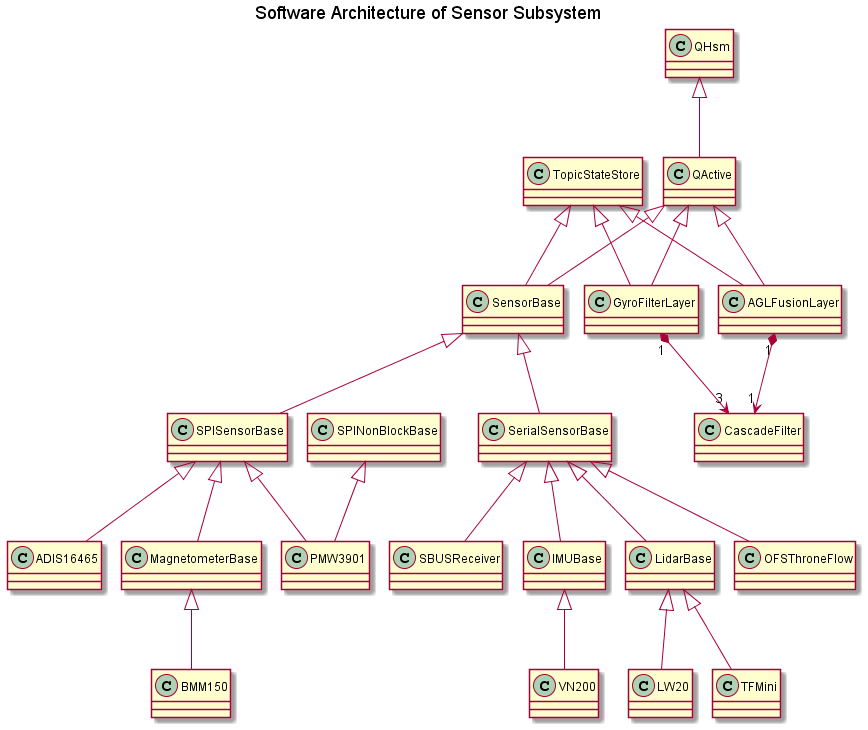 Software Architecture of Sensor Subsystem
C QHsm
C TopicStateStore
C QActive
C SensorBase
C GyroFilterLayer
C AGLFusionLayer
1
1
3
1
C SPISensorBase
C SPINonBlockBase
C SerialSensorBase
C CascadeFilter
C ADIS16465
C MagnetometerBase
C PMW3901
C SBUSReceiver
C IMUBase
C LidarBase
C OFSThroneFlow
C BMM150
C VN200
C LW20
C TFMini